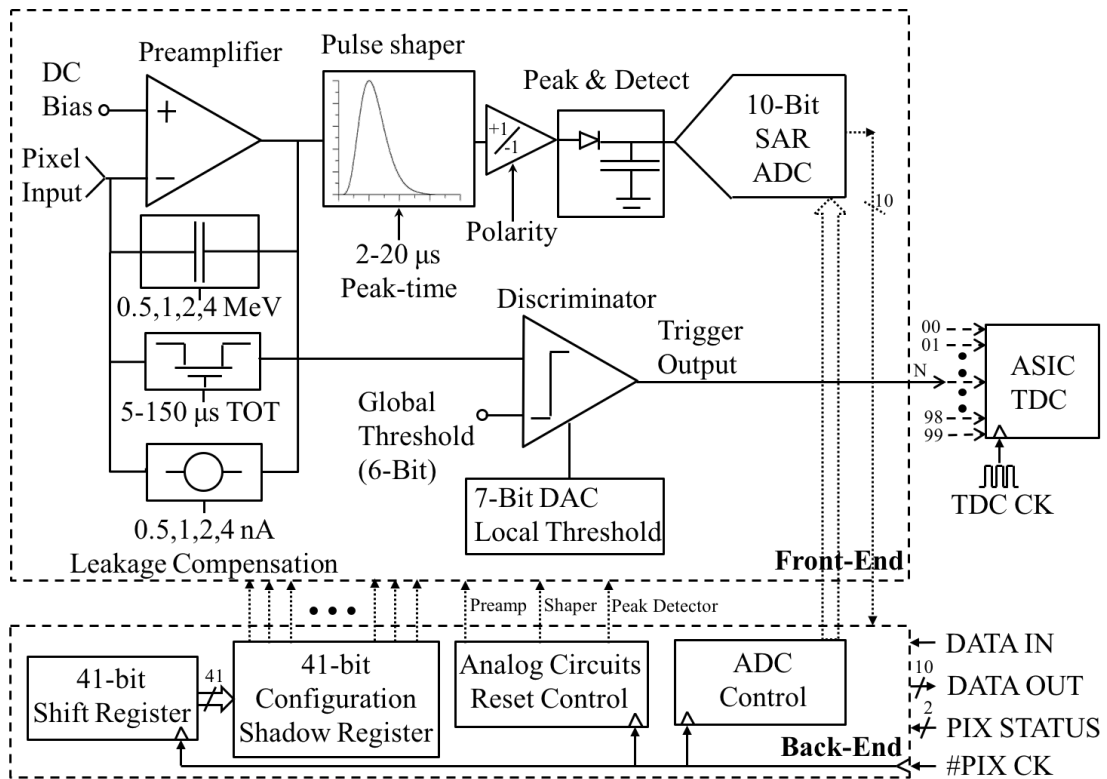 Preamplifier
Pulse shaper
DC
Bias
+
−
Pixel
Input
+1
-1
Peak & Detect
10-Bit
SAR
ADC
10
Polarity
2-20 μs
Peak-time
0.5,1,2,4 MeV
5-150 μs TOT
0.5,1,2,4 nA
Leakage Compensation
Discriminator
Trigger
Output
Global
Threshold
(6-Bit)
7-Bit DAC
Local Threshold
00
01
N
98
99
ASIC
TDC
TDC CK
Front-End
Preamp
Shaper
Peak Detector
41-bit
Shift Register
41
41-bit
Configuration
Shadow Register
Analog Circuits
Reset Control
ADC
Control
Back-End
DATA IN
10
DATA OUT
2
PIX STATUS
#PIX CK